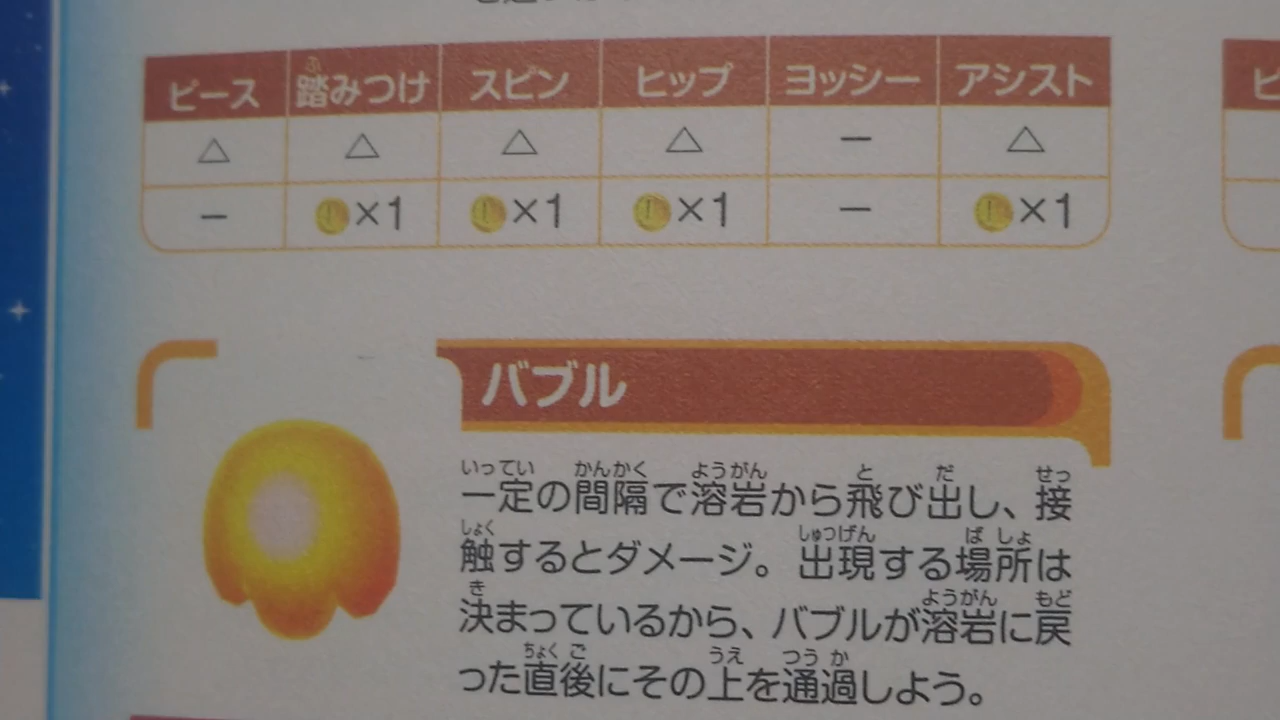 ピース 踏みつけ スピン ヒップ ヨッシー アシスト
△ △ △ △ － △
－ ×1 ×1 ×1 － ×1
バブル
一定の間隔で溶岩から飛び出し、接
触するとダメージ。出現する場所は
決まっているから、バブルが溶岩に戻
った直後にその上を通過しよう。